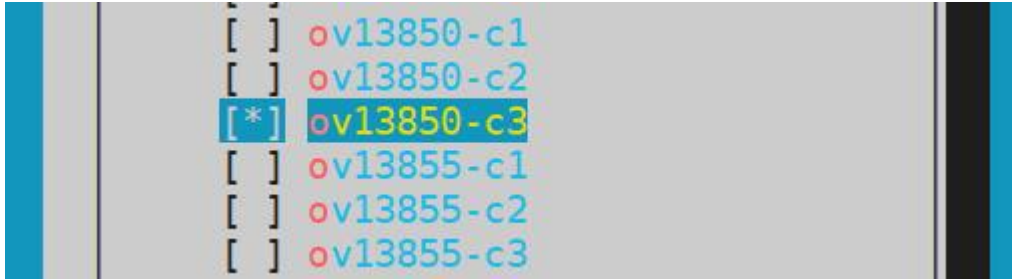 [ ] ov13850-c1
[ ] ov13850-c2
[*] ov13850-c3
[ ] ov13855-c1
[ ] ov13855-c2
[ ] ov13855-c3